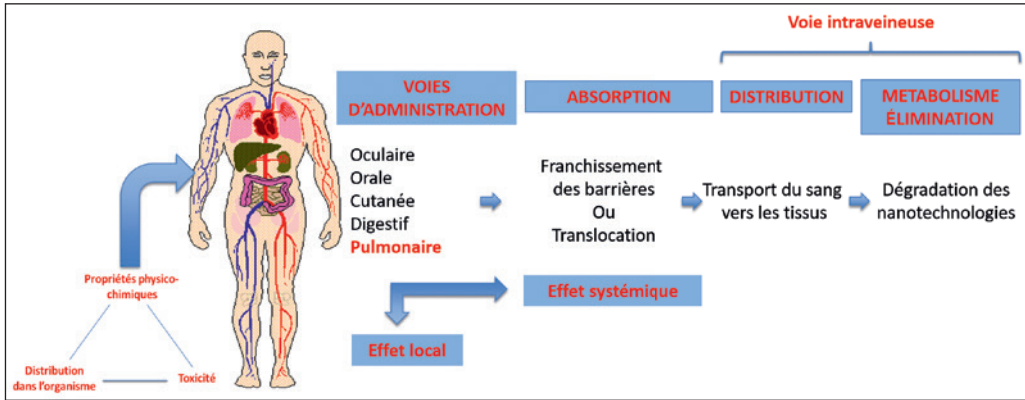 Voie intraveineuse
VOIES
D'ADMINISTRATION
ABSORPTION
DISTRIBUTION
METABOLISME
ÉLIMINATION
Oculaire
Orale
Cutanée
Digestif
Pulmonaire
Franchissement
des barrières
Ou
Translocation
Transport du sang
vers les tissus
Dégradation des
nanotechnologies
Effet systémique
Effet local
Propriétés physico-
chimiques
Distribution
dans l'organisme
Toxicité